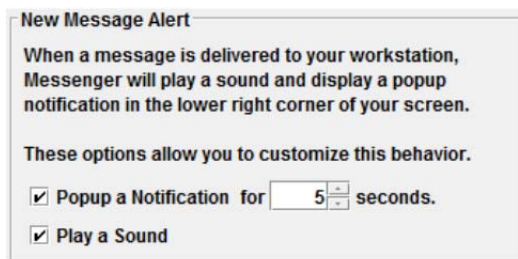 New Message Alert
When a message is delivered to your workstation,
Messenger will play a sound and display a popup
notification in the lower right corner of your screen.
These options allow you to customize this behavior.
Popup a Notification for 5 seconds.
Play a Sound